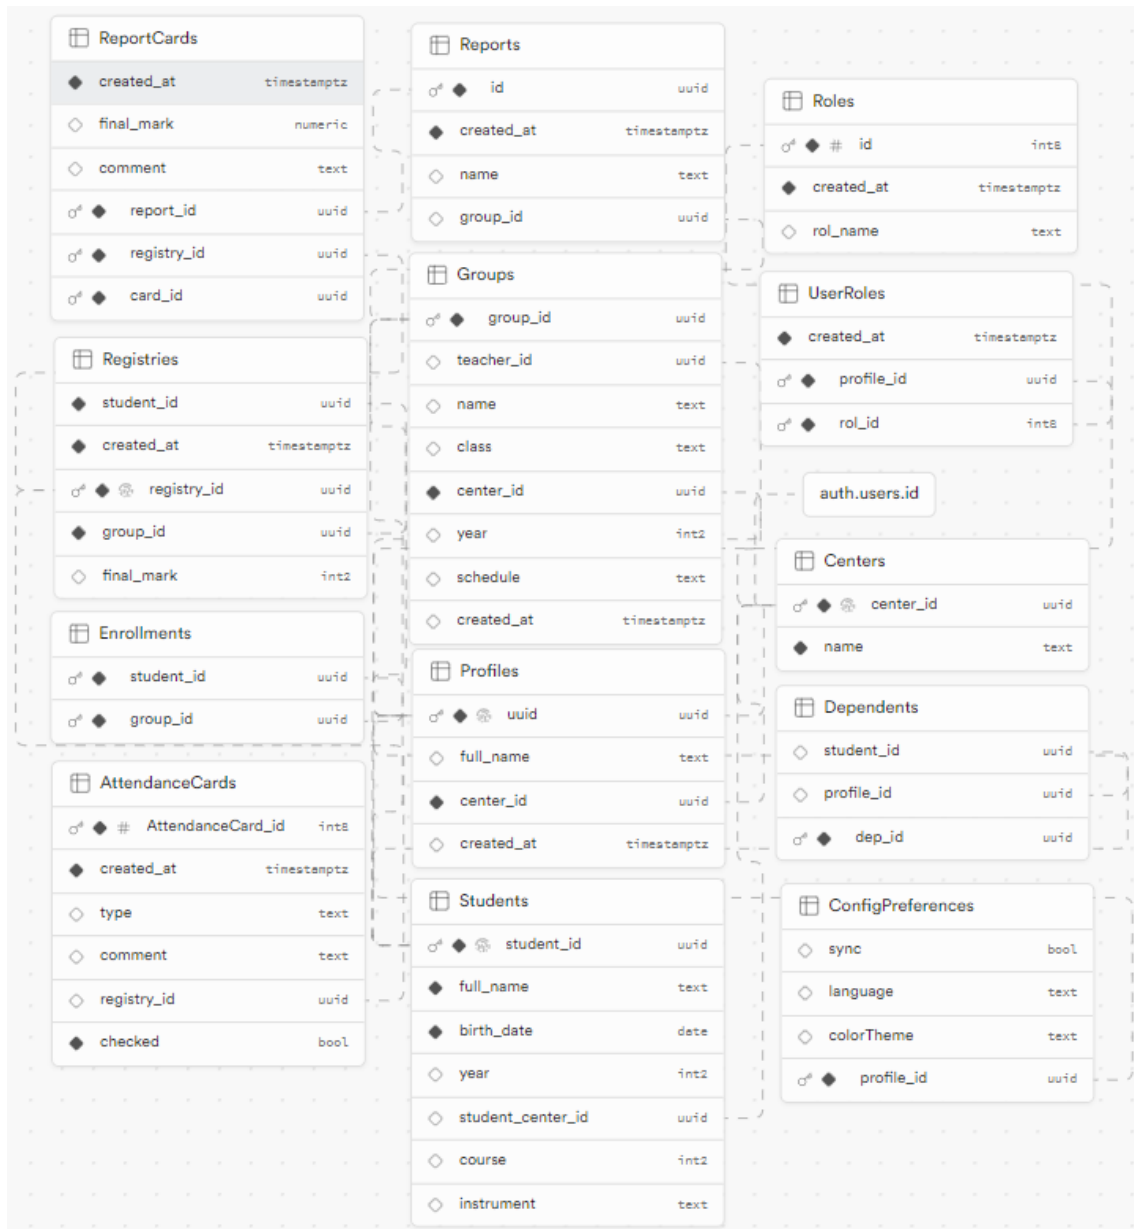 ReportCards
created_at timestamptz
final_mark numeric
comment text
report_id uuid
registry_id uuid
card_id uuid
Registries
student_id uuid
created_at timestamptz
registry_id uuid
group_id uuid
final_mark int2
Enrollments
student_id uuid
group_id uuid
AttendanceCards
# AttendanceCard_id int8
created_at timestamptz
type text
comment text
registry_id uuid
checked bool
Reports
id uuid
created_at timestamptz
name text
group_id uuid
Groups
group_id uuid
teacher_id uuid
name text
class text
center_id uuid
year int2
schedule text
created_at timestamptz
Profiles
uuid uuid
full_name text
center_id uuid
created_at timestamptz
Students
student_id uuid
full_name text
birth_date date
year int2
student_center_id uuid
course int2
instrument text
Roles
# id int8
created_at timestamptz
rol_name text
UserRoles
created_at timestamptz
profile_id uuid
rol_id int8
auth.users.id
Centers
center_id uuid
name text
Dependents
student_id uuid
profile_id uuid
dep_id uuid
ConfigPreferences
sync bool
language text
colorTheme text
profile_id uuid